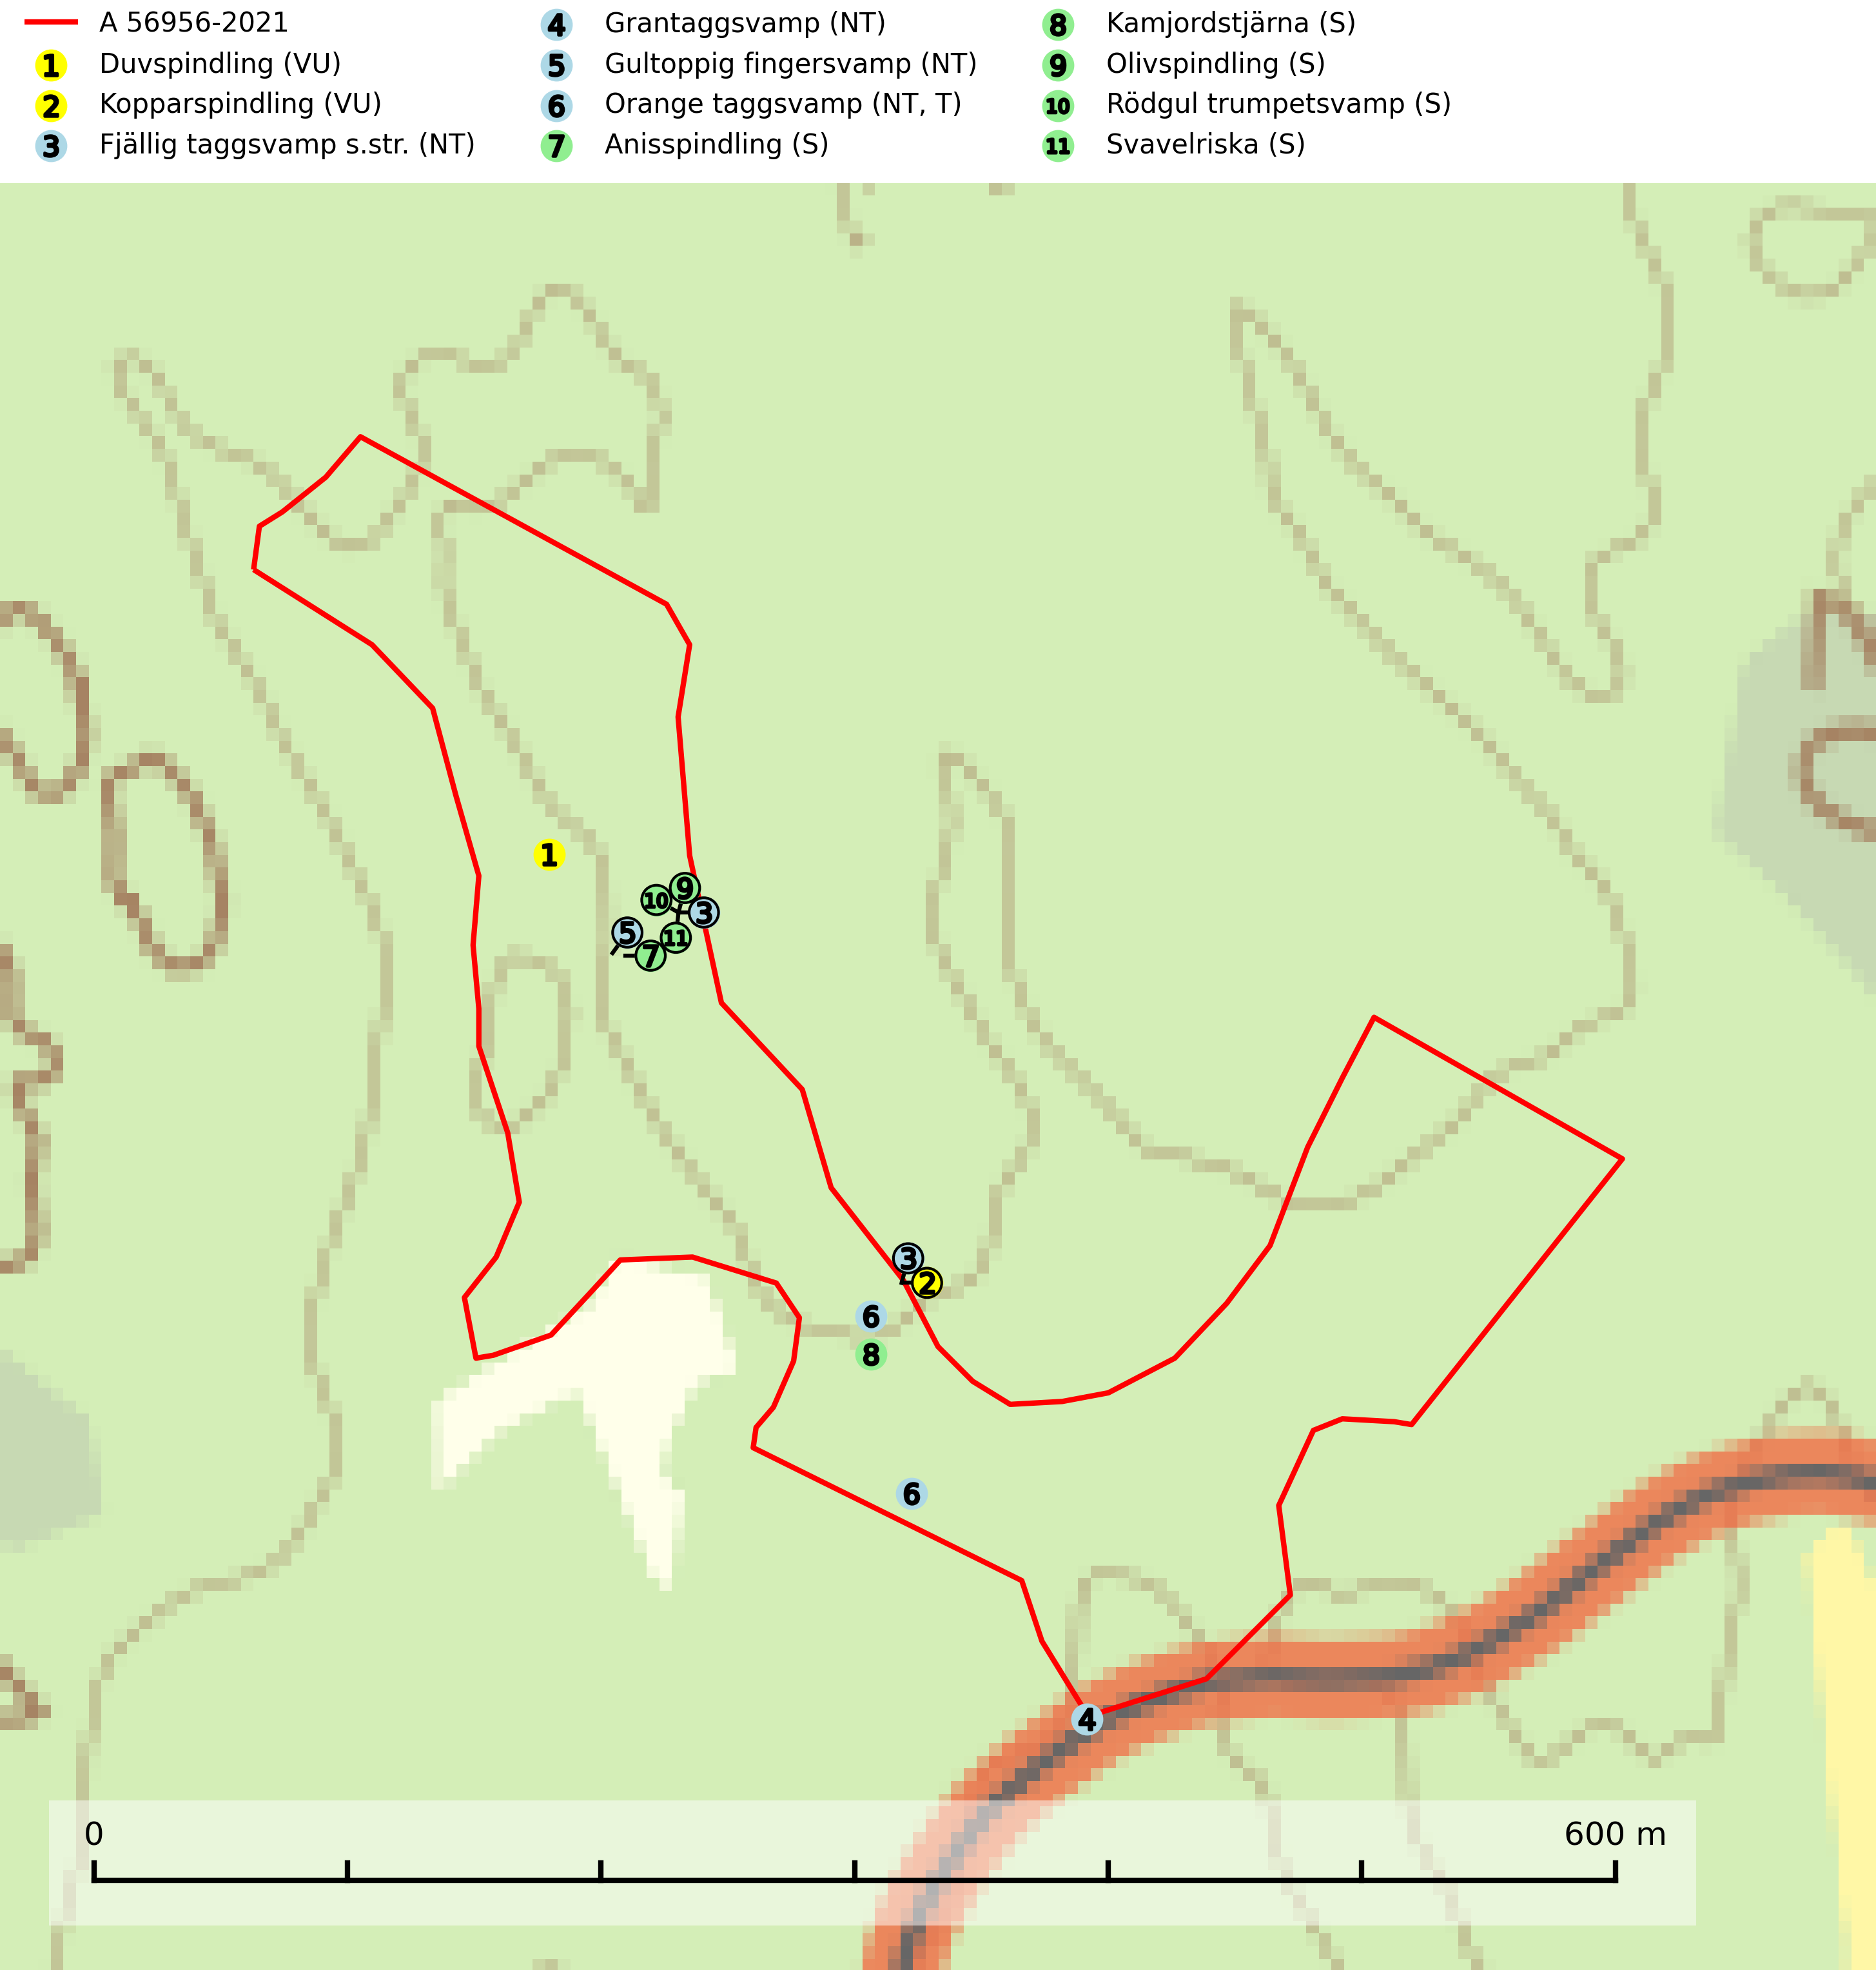 A 56956-2021
1 Duvspindling (VU)
2 Kopparspindling (VU)
3 Fjällig taggsvamp s.str. (NT)
4 Grantaggsvamp (NT)
5 Gultoppig fingersvamp (NT)
6 Orange taggsvamp (NT, T)
7 Anisspindling (S)
8 Kamjordstjärna (S)
9 Olivspindling (S)
10 Rödgul trumpetsvamp (S)
11 Svavelriska (S)
1
9
10
3
5
11
7
3
2
6
8
6
4
0
600 m